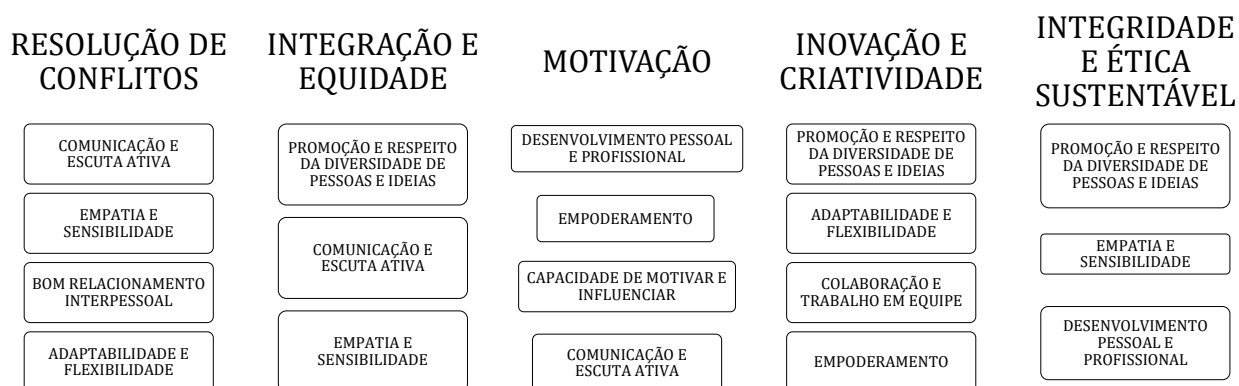 RESOLUÇÃO DE
CONFLITOS
COMUNICAÇÃO E
ESCUTA ATIVA
EMPATIA E
SENSIBILIDADE
BOM RELACIONAMENTO
INTERPESSOAL
ADAPTABILIDADE E
FLEXIBILIDADE
INTEGRAÇÃO E
EQUIDADE
PROMOÇÃO E RESPEITO
DA DIVERSIDADE DE
PESSOAS E IDEIAS
COMUNICAÇÃO E
ESCUTA ATIVA
EMPATIA E
SENSIBILIDADE
MOTIVAÇÃO
DESENVOLVIMENTO PESSOAL
E PROFISSIONAL
EMPODERAMENTO
CAPACIDADE DE MOTIVAR E
INFLUENCIAR
COMUNICAÇÃO E
ESCUTA ATIVA
INOVAÇÃO E
CRIATIVIDADE
PROMOÇÃO E RESPEITO
DA DIVERSIDADE DE
PESSOAS E IDEIAS
ADAPTABILIDADE E
FLEXIBILIDADE
COLABORAÇÃO E
TRABALHO EM EQUIPE
EMPODERAMENTO
INTEGRIDADE
E ÉTICA
SUSTENTÁVEL
PROMOÇÃO E RESPEITO
DA DIVERSIDADE DE
PESSOAS E IDEIAS
EMPATIA E
SENSIBILIDADE
DESENVOLVIMENTO
PESSOAL E
PROFISSIONAL